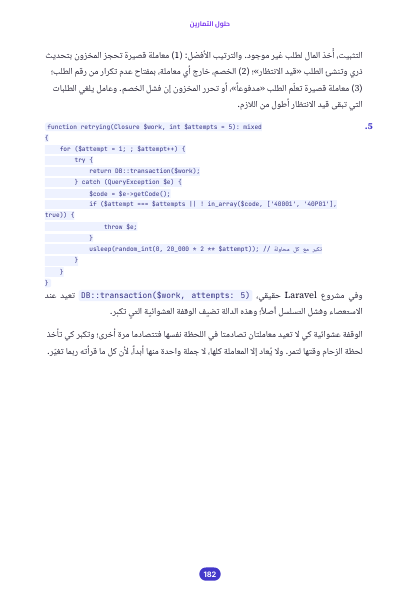 حلول التمارين
التثبيت، أُخذ المال لطلب غير موجود. والترتيب الأفضل: (1) معاملة قصيرة تحجز المخزون بتحديث
ذري وتنشئ الطلب «قيد الانتظار»؛ (2) الخصم، خارج أي معاملة، بمفتاح عدم تكرار من رقم الطلب؛
(3) معاملة قصيرة تعلّم الطلب «مدفوعاً»، أو تحرر المخزون إن فشل الخصم. وعامل يلغي الطلبات
التي تبقى قيد الانتظار أطول من اللازم.
5.
function retrying(Closure $work, int $attempts = 5): mixed
{
    for ($attempt = 1; ; $attempt++) {
        try {
            return DB::transaction($work);
        } catch (QueryException $e) {
            $code = $e->getCode();
            if ($attempt === $attempts || ! in_array($code, ['40001', '40P01'],
true)) {
                throw $e;
            }
            usleep(random_int(0, 20_000 * 2 ** $attempt)); // تكبر مع كل محاولة
        }
    }
}
وفي مشروع Laravel حقيقي، DB::transaction($work, attempts: 5) تعيد عند
الاستعصاء وفشل التسلسل أصلاً؛ وهذه الدالة تضيف الوقفة العشوائية التي تكبر.
الوقفة عشوائية كي لا تعيد معاملتان تصادمتا في اللحظة نفسها فتتصادما مرة أخرى؛ وتكبر كي تأخذ
لحظة الزحام وقتها لتمر. ولا يُعاد إلا المعاملة كلها، لا جملة واحدة منها أبداً، لأن كل ما قرأته ربما تغيّر.
182